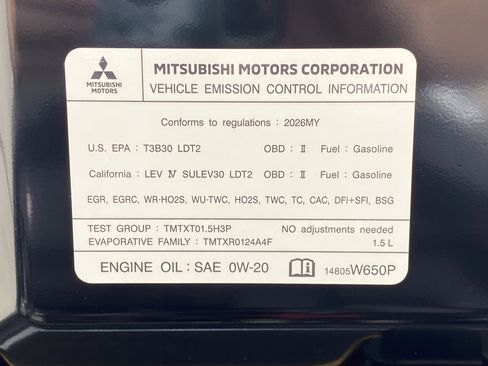 MITSUBISHI MOTORS
MITSUBISHI MOTORS CORPORATION
VEHICLE EMISSION CONTROL INFORMATION
Conforms to regulations : 2026MY
U.S. EPA : T3B30 LDT2 OBD : Ⅱ Fuel : Gasoline
California : LEV Ⅳ SULEV30 LDT2 OBD : Ⅱ Fuel : Gasoline
EGR, EGRC, WR-HO2S, WU-TWC, HO2S, TWC, TC, CAC, DFI+SFI, BSG
TEST GROUP : TMTXT01.5H3P NO adjustments needed
EVAPORATIVE FAMILY : TMTXR0124A4F 1.5 L
ENGINE OIL : SAE 0W-20 14805W650P